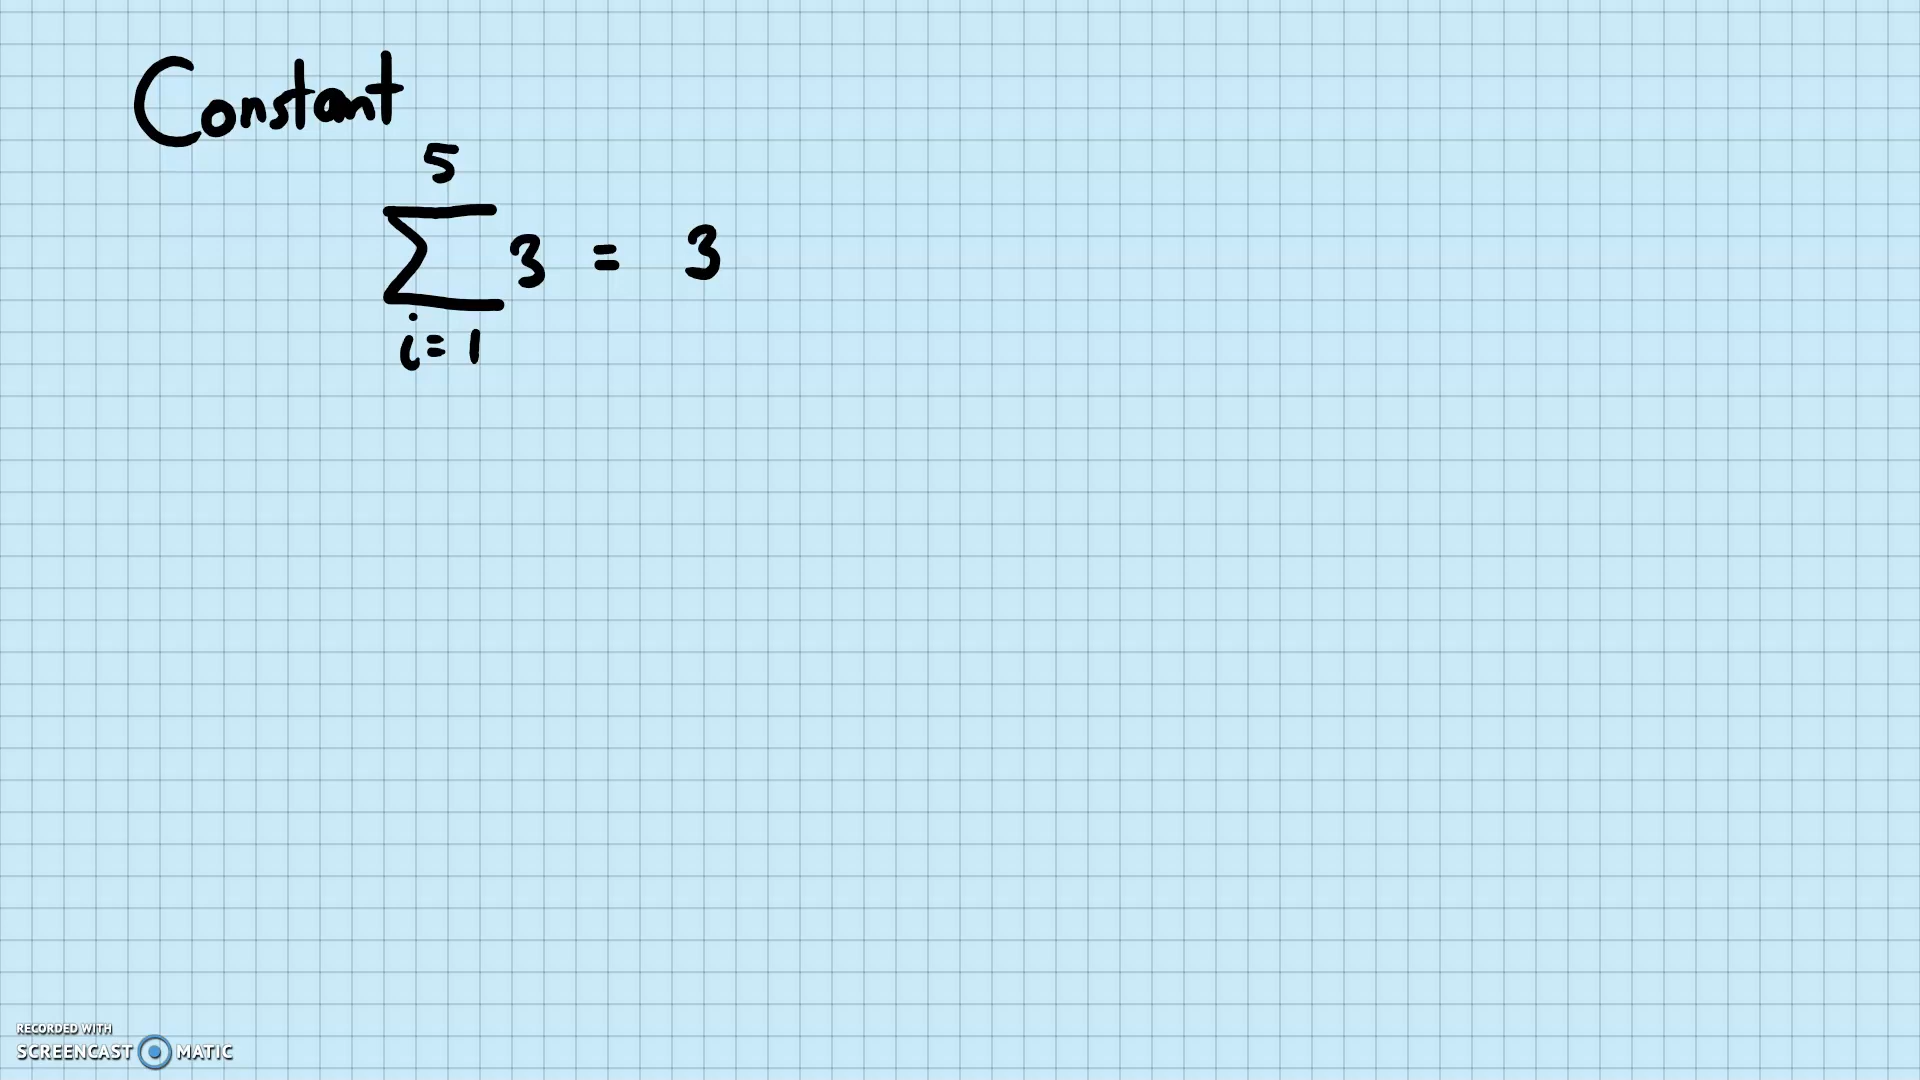 Constant
5
∑ 3 = 3
i = 1
RECORDED WITH
SCREENCAST MATIC